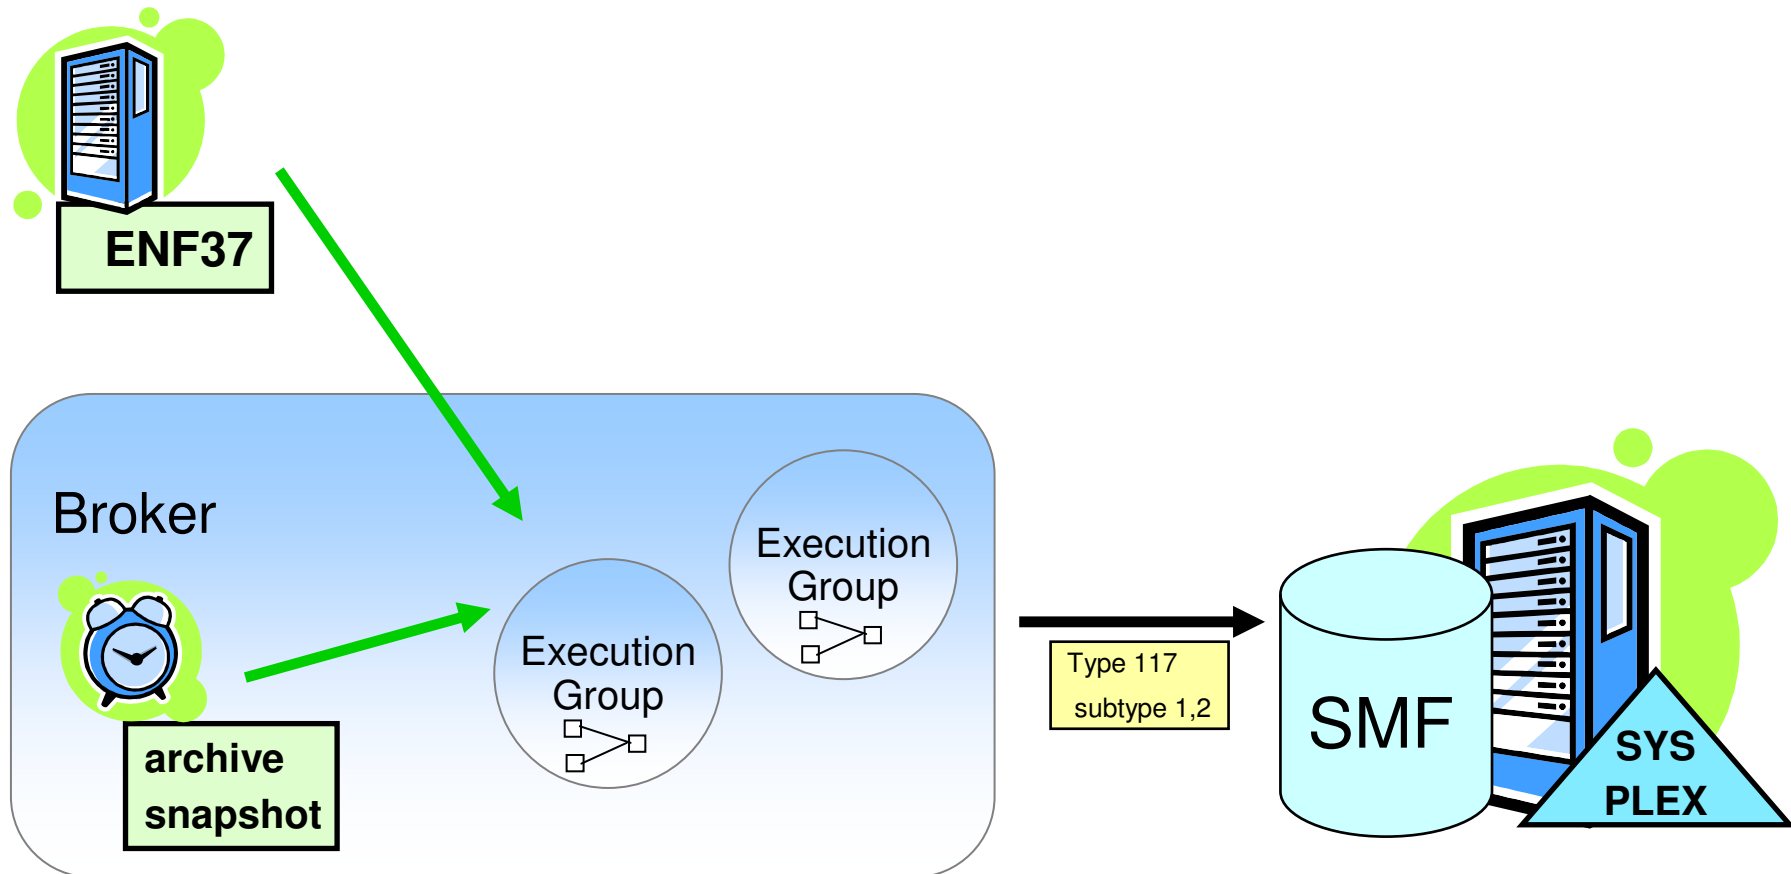 ENF37
Broker
Execution
Group
Execution
Group
archive
snapshot
Type 117
subtype 1,2
SMF
SYS
PLEX